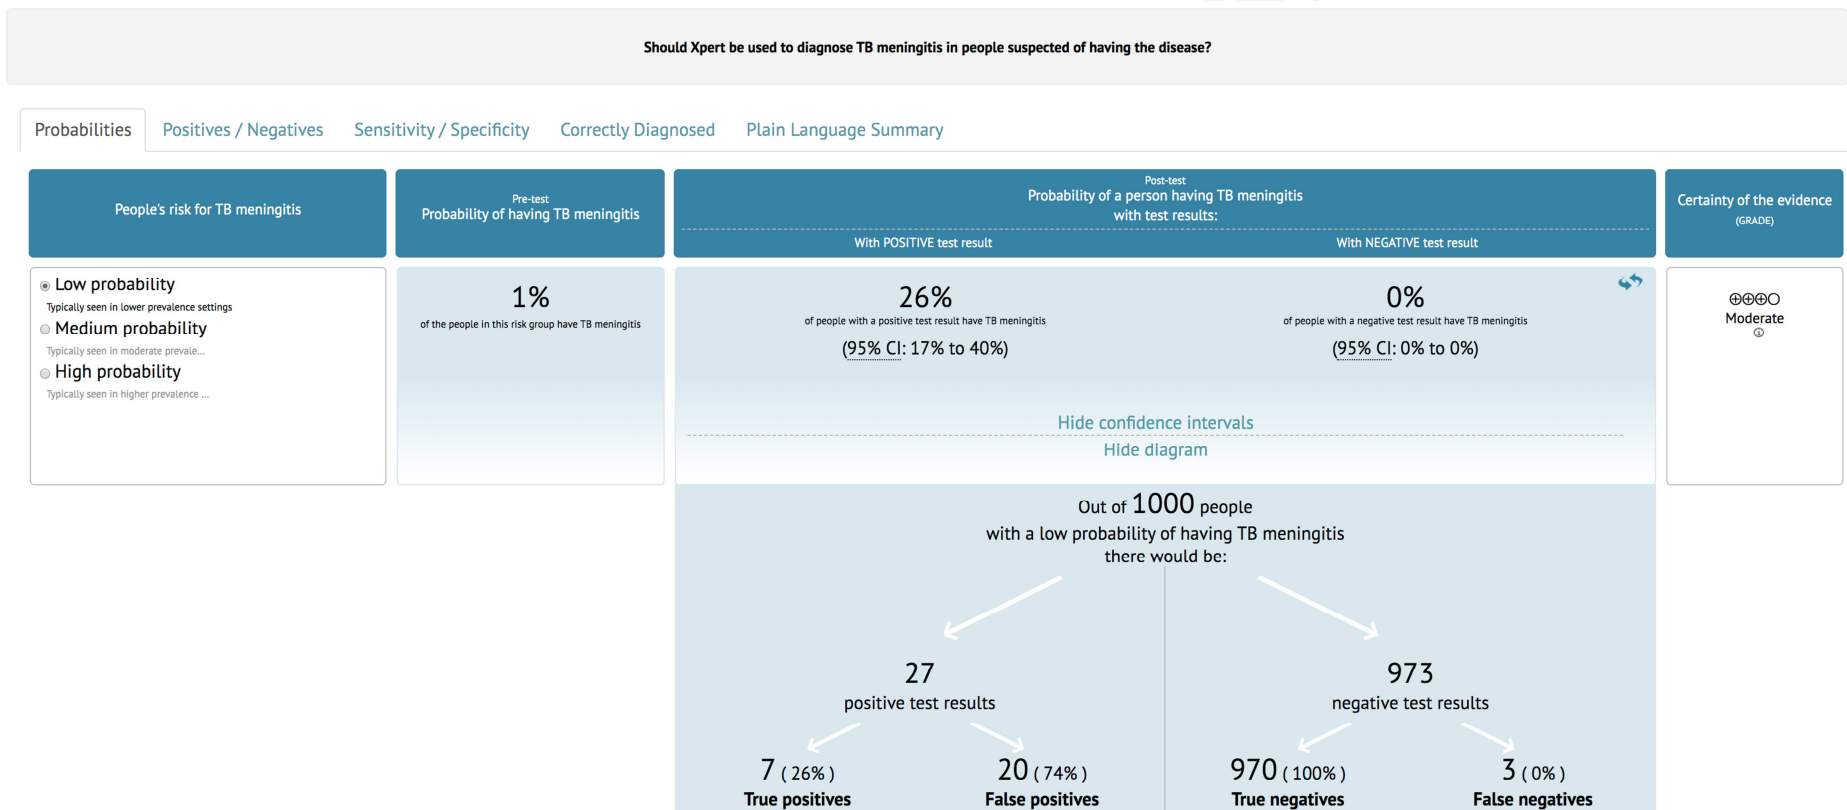 Should Xpert be used to diagnose TB meningitis in people suspected of having the disease?
Probabilities
Positives / Negatives
Sensitivity / Specificity
Correctly Diagnosed
Plain Language Summary
People's risk for TB meningitis
Pre-test
Probability of having TB meningitis
Post-test
Probability of a person having TB meningitis
with test results:
With POSITIVE test result
With NEGATIVE test result
Certainty of the evidence
(GRADE)
Low probability
Typically seen in lower prevalence settings
Medium probability
Typically seen in moderate prevale...
High probability
Typically seen in higher prevalence ...
1%
of the people in this risk group have TB meningitis
26%
of people with a positive test result have TB meningitis
(95% CI: 17% to 40%)
0%
of people with a negative test result have TB meningitis
(95% CI: 0% to 0%)
Moderate
Hide confidence intervals
Hide diagram
Out of 1000 people
with a low probability of having TB meningitis
there would be:
27
positive test results
973
negative test results
7 ( 26% )
True positives
20 ( 74% )
False positives
970 ( 100% )
True negatives
3 ( 0% )
False negatives